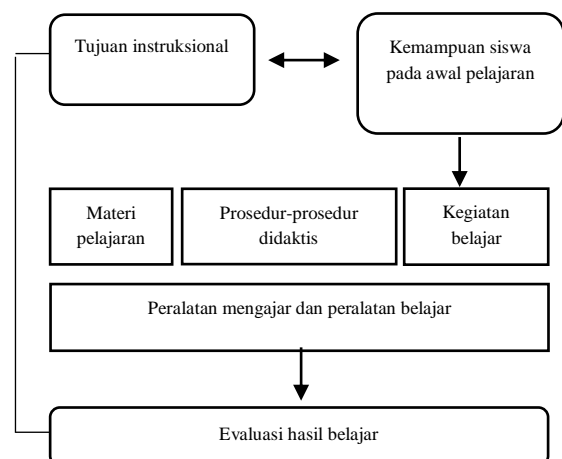 Tujuan instruksional
Kemampuan siswa
pada awal pelajaran
Materi
pelajaran
Prosedur-prosedur
didaktis
Kegiatan
belajar
Peralatan mengajar dan peralatan belajar
Evaluasi hasil belajar